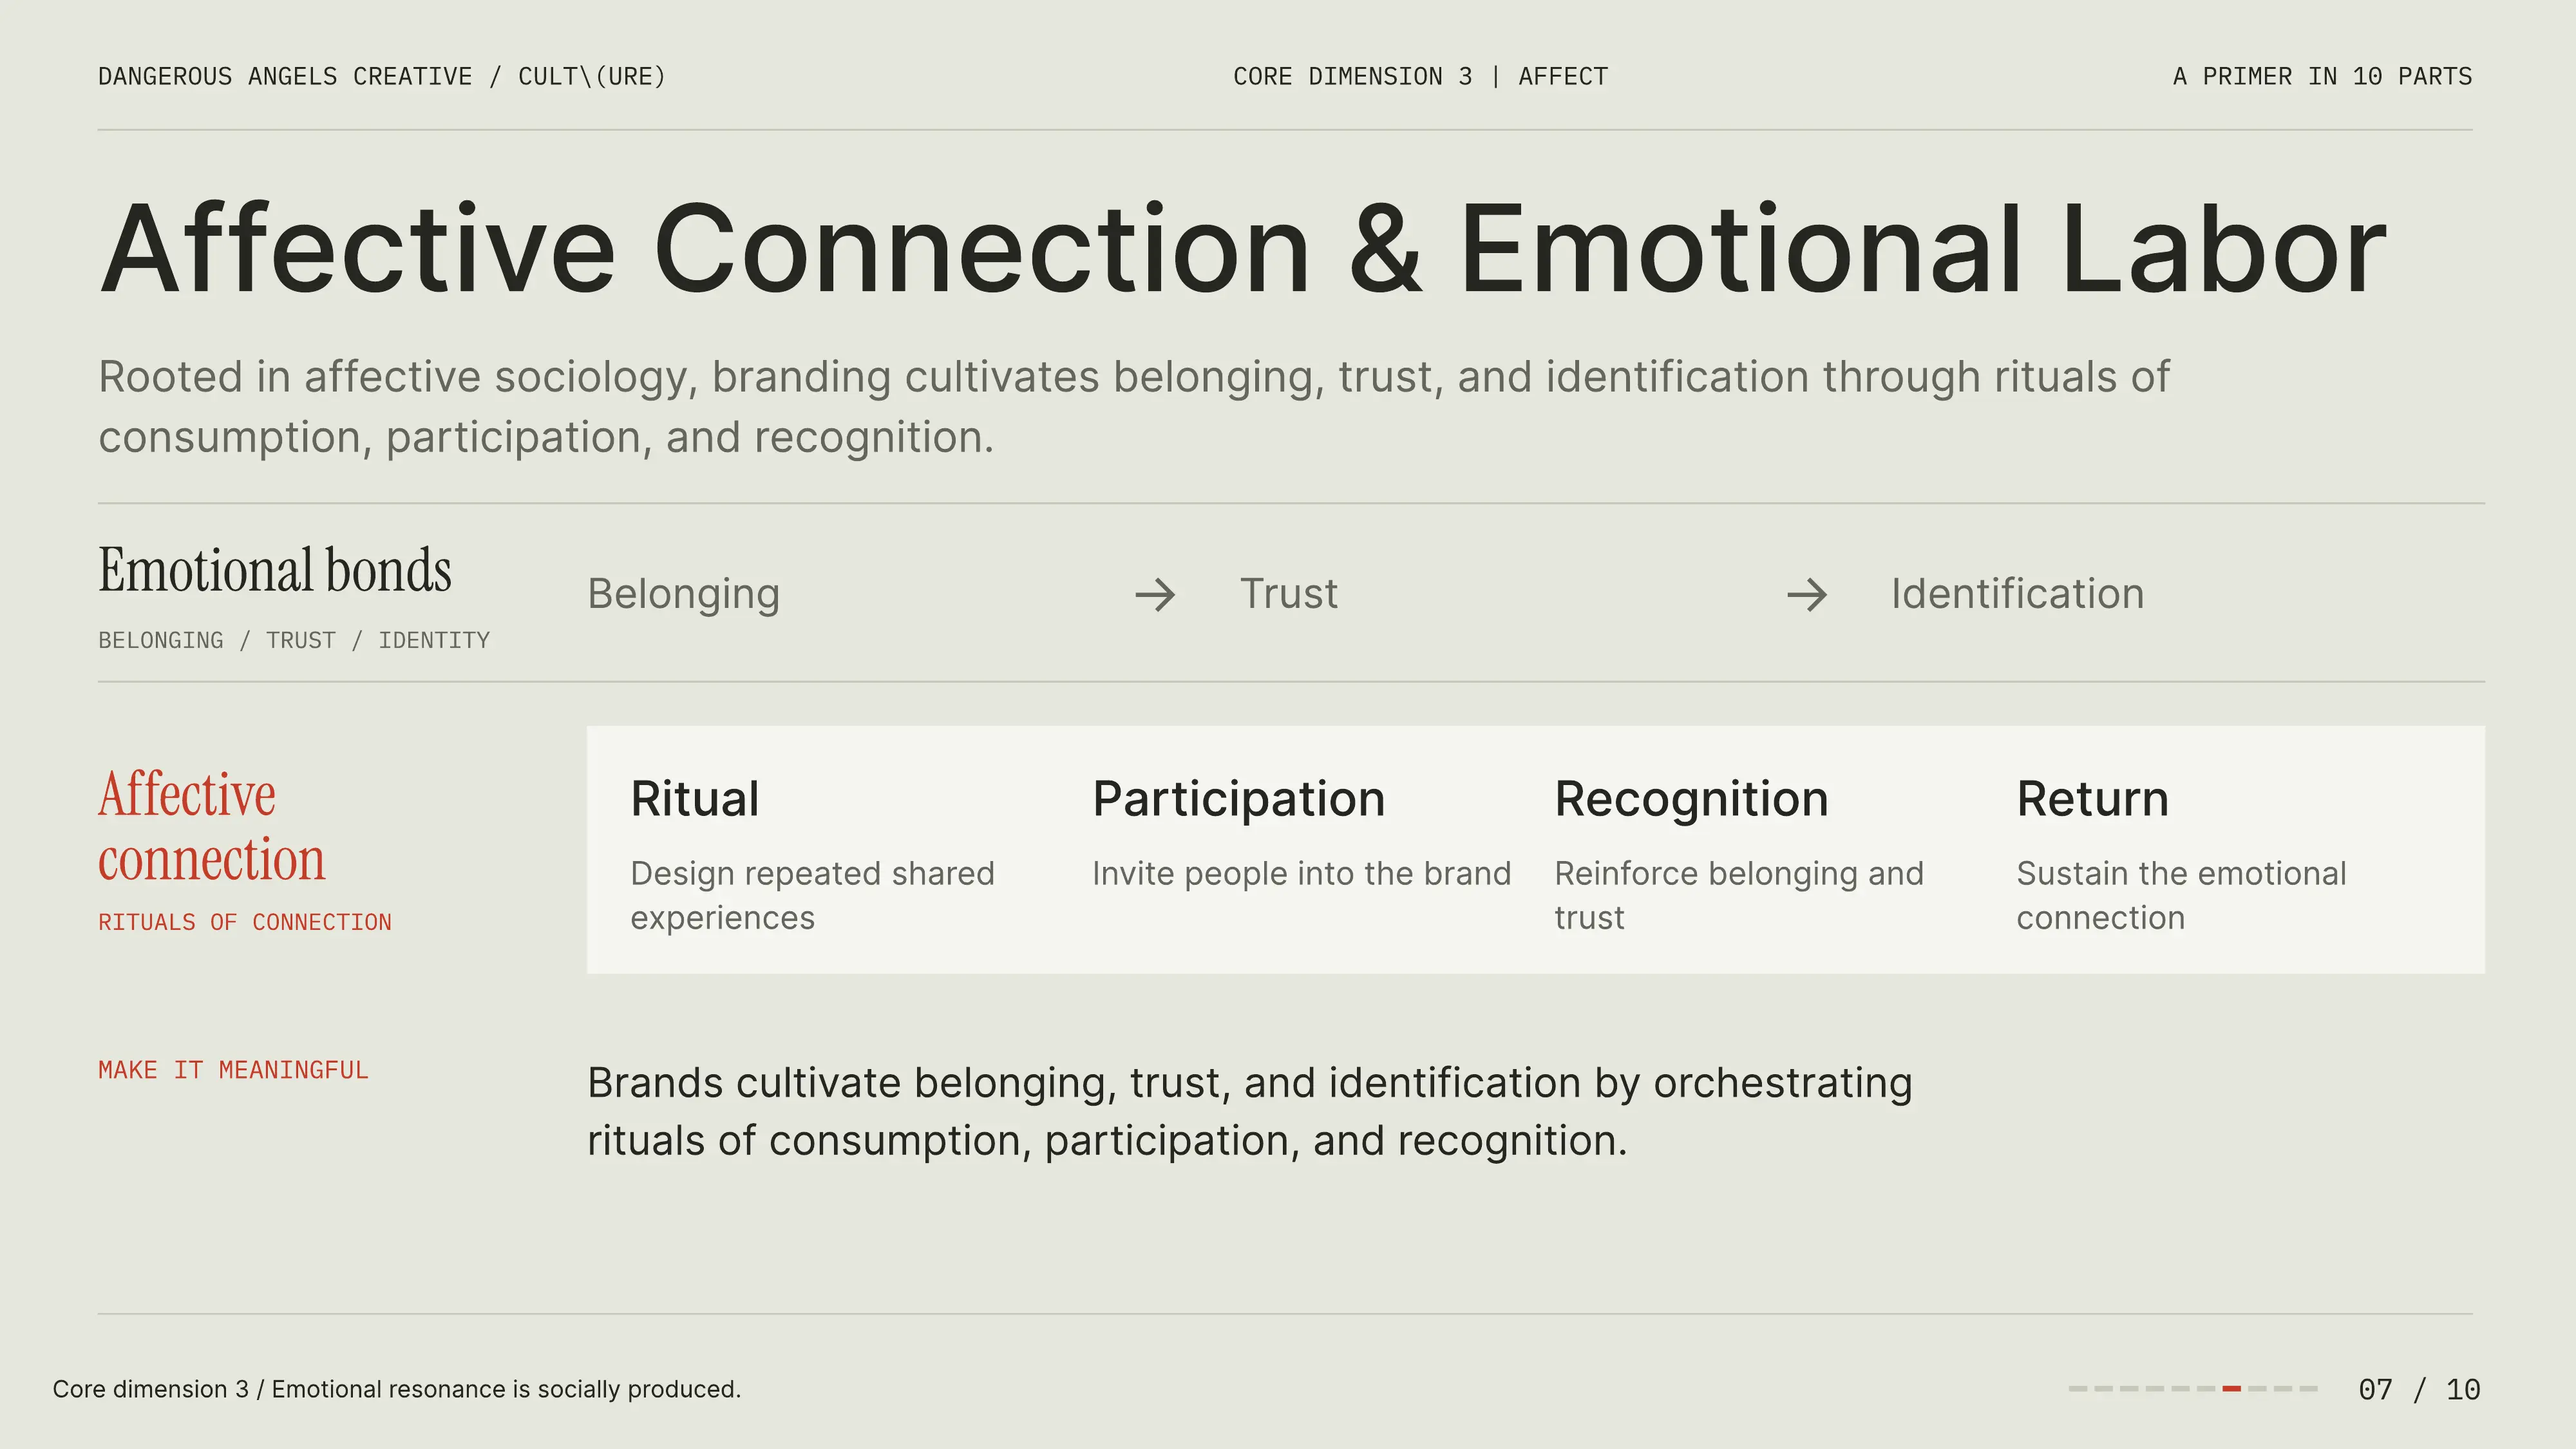 DANGEROUS ANGELS CREATIVE / CULT\(URE)
CORE DIMENSION 3 | AFFECT
A PRIMER IN 10 PARTS
Affective Connection & Emotional Labor
Rooted in affective sociology, branding cultivates belonging, trust, and identification through rituals of
consumption, participation, and recognition.
Emotional bonds
BELONGING / TRUST / IDENTITY
Belonging → Trust → Identification
Affective
connection
RITUALS OF CONNECTION
Ritual
Design repeated shared
experiences
Participation
Invite people into the brand
Recognition
Reinforce belonging and
trust
Return
Sustain the emotional
connection
MAKE IT MEANINGFUL
Brands cultivate belonging, trust, and identification by orchestrating
rituals of consumption, participation, and recognition.
Core dimension 3 / Emotional resonance is socially produced.
07 / 10